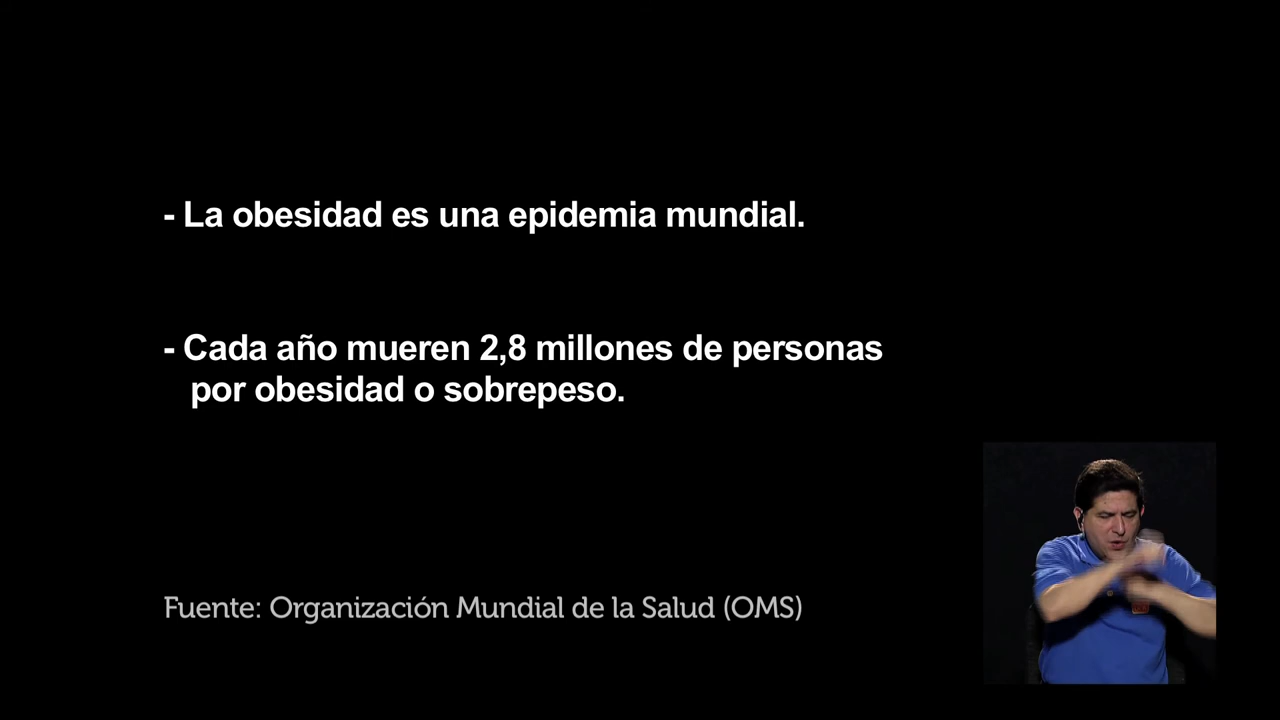 - La obesidad es una epidemia mundial.
- Cada año mueren 2,8 millones de personas
por obesidad o sobrepeso.
Fuente: Organización Mundial de la Salud (OMS)